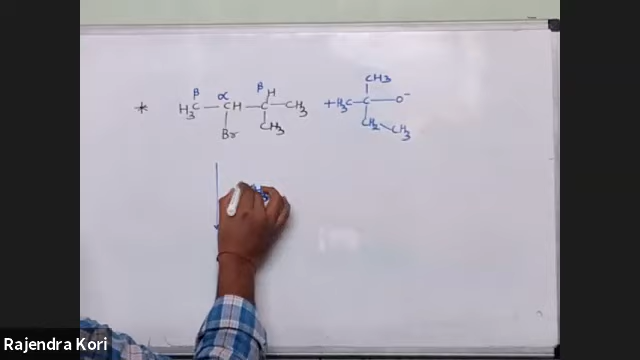 CH3
β α β H
* H3C — CH — C — CH3 + H3C — C — O⁻
Br CH3 CH2 — CH3
Rajendra Kori